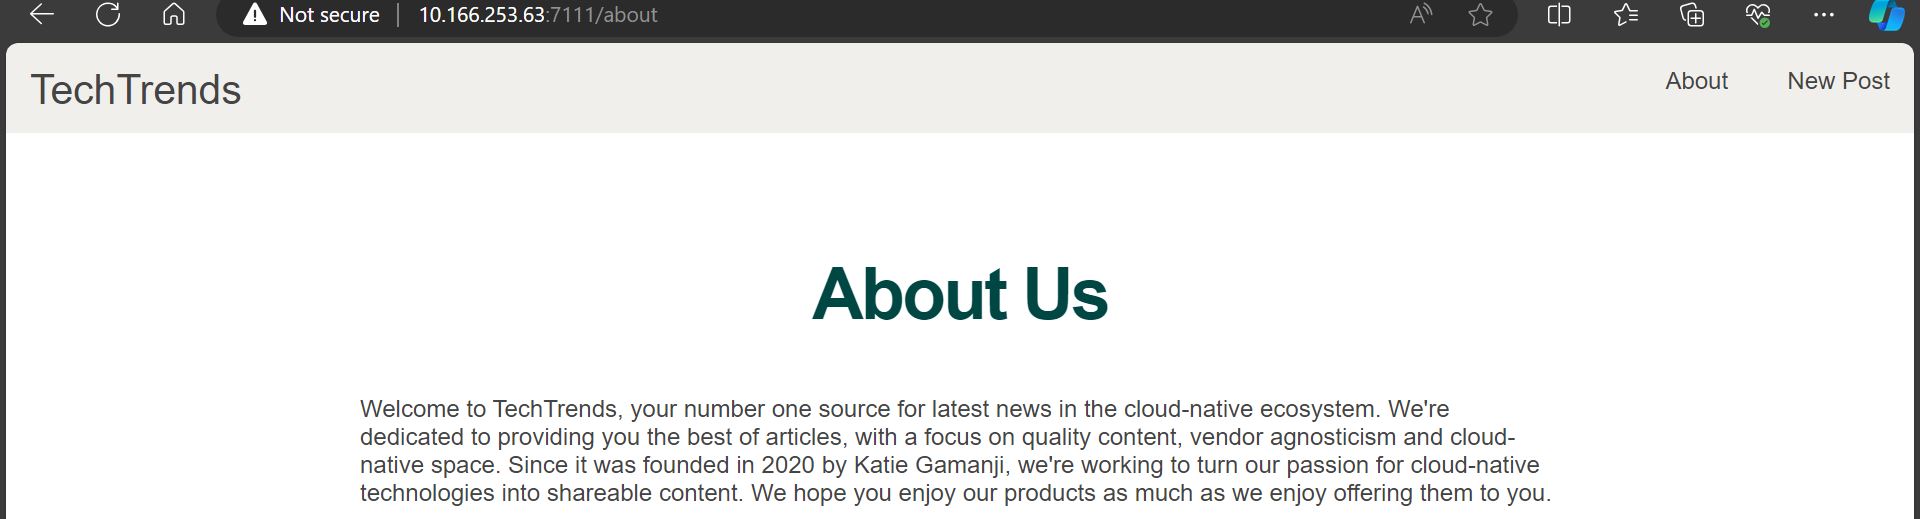 Not secure 10.166.253.63:7111/about
TechTrends
About New Post
About Us
Welcome to TechTrends, your number one source for latest news in the cloud-native ecosystem. We're
dedicated to providing you the best of articles, with a focus on quality content, vendor agnosticism and cloud-
native space. Since it was founded in 2020 by Katie Gamanji, we're working to turn our passion for cloud-native
technologies into shareable content. We hope you enjoy our products as much as we enjoy offering them to you.